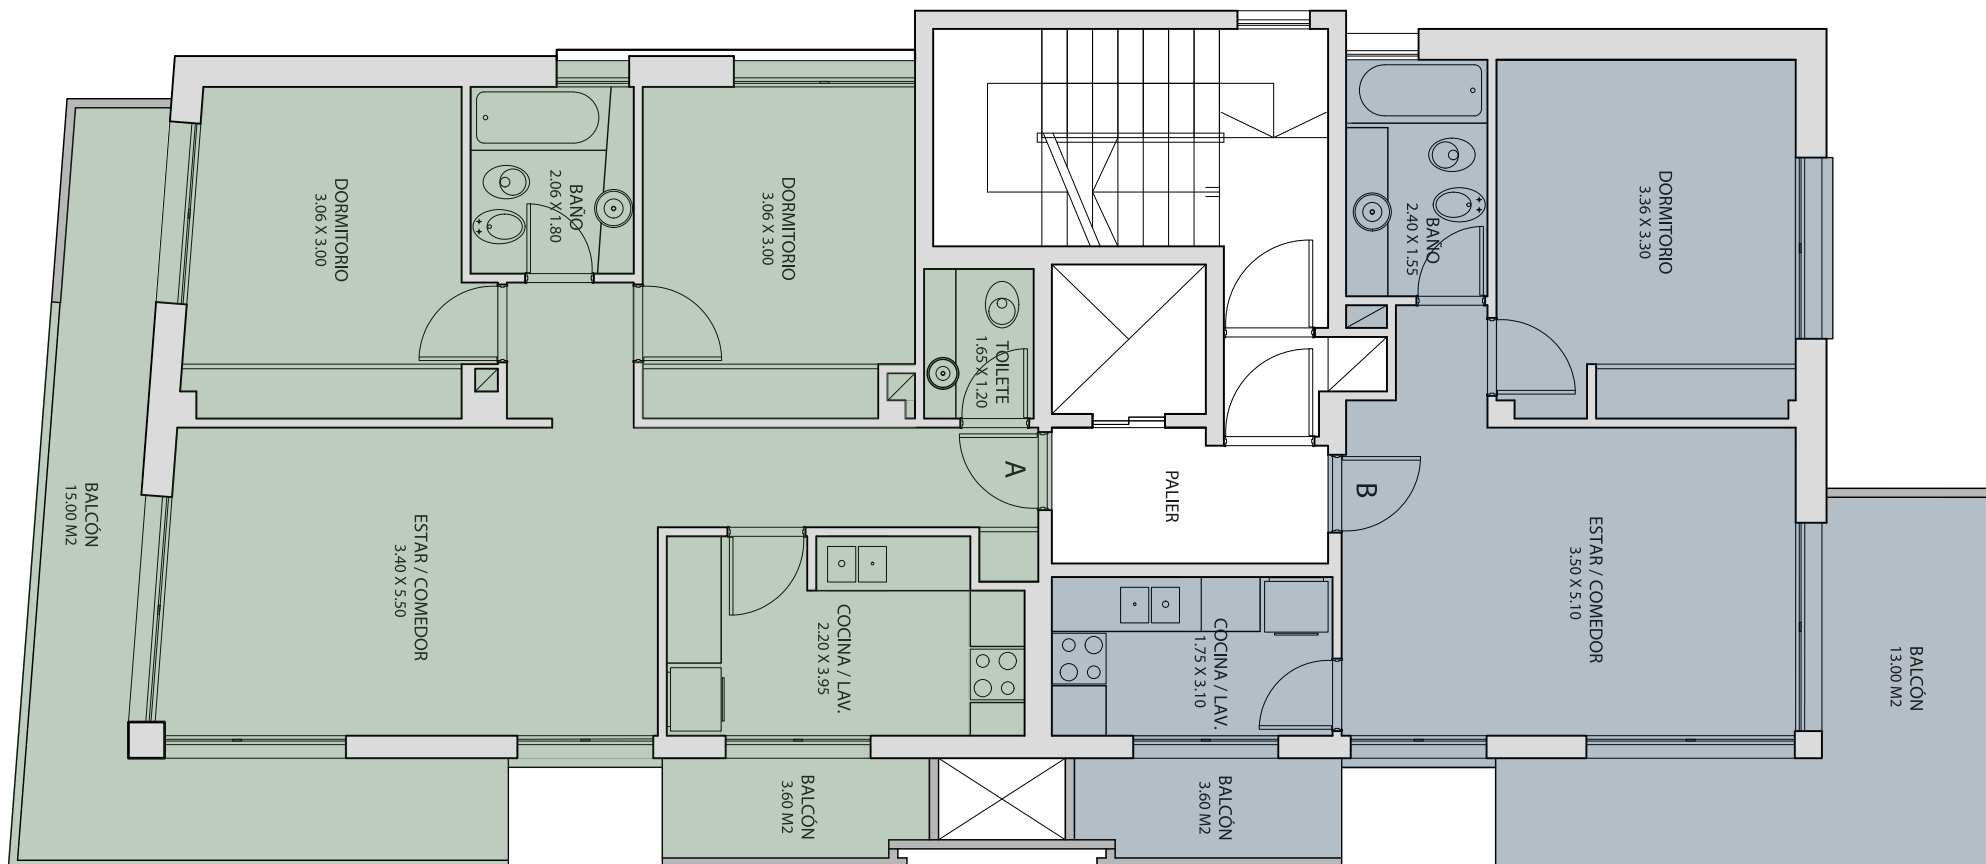 DORMITORIO
3.06 X 3.00
BAÑO
2.06 X 1.80
DORMITORIO
3.06 X 3.00
TOILETE
1.65 X 1.20
BAÑO
2.40 X 1.55
DORMITORIO
3.36 X 3.30
BALCÓN
15.00 M2
ESTAR / COMEDOR
3.40 X 5.50
A
PALIER
B
ESTAR / COMEDOR
3.50 X 5.10
COCINA / LAV.
2.20 X 3.95
COCINA / LAV.
1.75 X 3.10
BALCÓN
13.00 M2
BALCÓN
3.60 M2
BALCÓN
3.60 M2